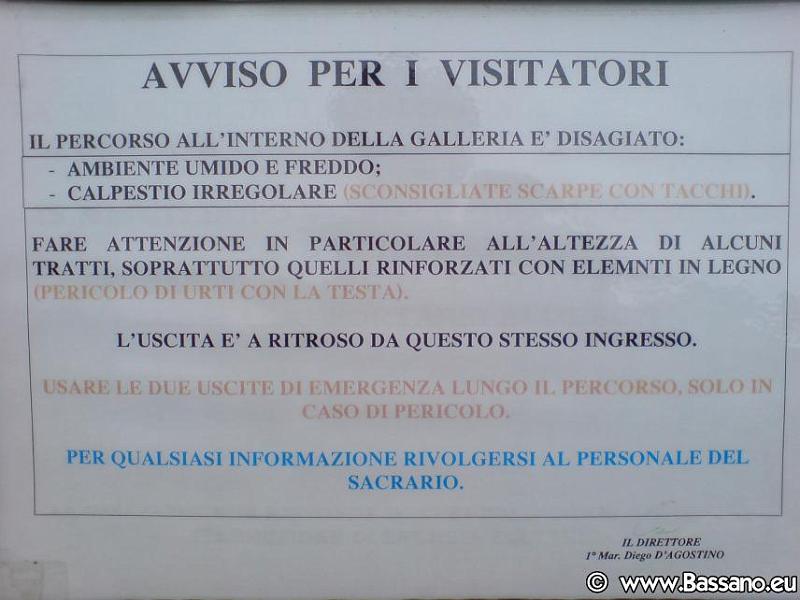 AVVISO PER I VISITATORI
IL PERCORSO ALL'INTERNO DELLA GALLERIA E' DISAGIATO:
- AMBIENTE UMIDO E FREDDO;
- CALPESTIO IRREGOLARE (SCONSIGLIATE SCARPE CON TACCHI).
FARE ATTENZIONE IN PARTICOLARE ALL'ALTEZZA DI ALCUNI
TRATTI, SOPRATTUTTO QUELLI RINFORZATI CON ELEMNTI IN LEGNO
(PERICOLO DI URTI CON LA TESTA).
L'USCITA E' A RITROSO DA QUESTO STESSO INGRESSO.
USARE LE DUE USCITE DI EMERGENZA LUNGO IL PERCORSO, SOLO IN
CASO DI PERICOLO.
PER QUALSIASI INFORMAZIONE RIVOLGERSI AL PERSONALE DEL
SACRARIO.
IL DIRETTORE
1° Mar. Diego D'AGOSTINO
© www.Bassano.eu